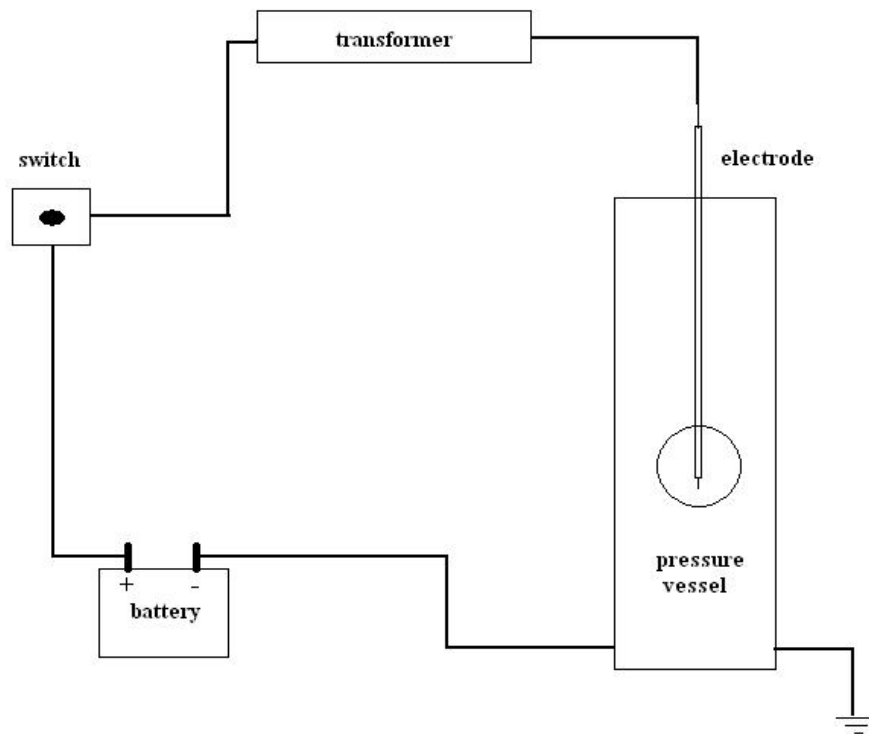 transformer
switch
electrode
pressure
vessel
+ -
battery